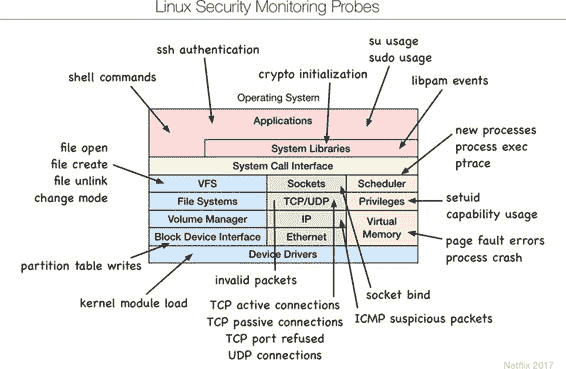 Linux Security Monitoring Probes
su usage
sudo usage
ssh authentication
crypto initialization
shell commands
libpam events
Operating System
Applications
System Libraries
System Call Interface
new processes
process exec
ptrace
file open
file create
file unlink
change mode
VFS
Sockets
Scheduler
File Systems
TCP/UDP
Privileges
Volume Manager
IP
Virtual
Memory
Block Device Interface
Ethernet
Device Drivers
setuid
capability usage
page fault errors
process crash
partition table writes
kernel module load
invalid packets
socket bind
TCP active connections
TCP passive connections
TCP port refused
UDP connections
ICMP suspicious packets
Netflix 2017